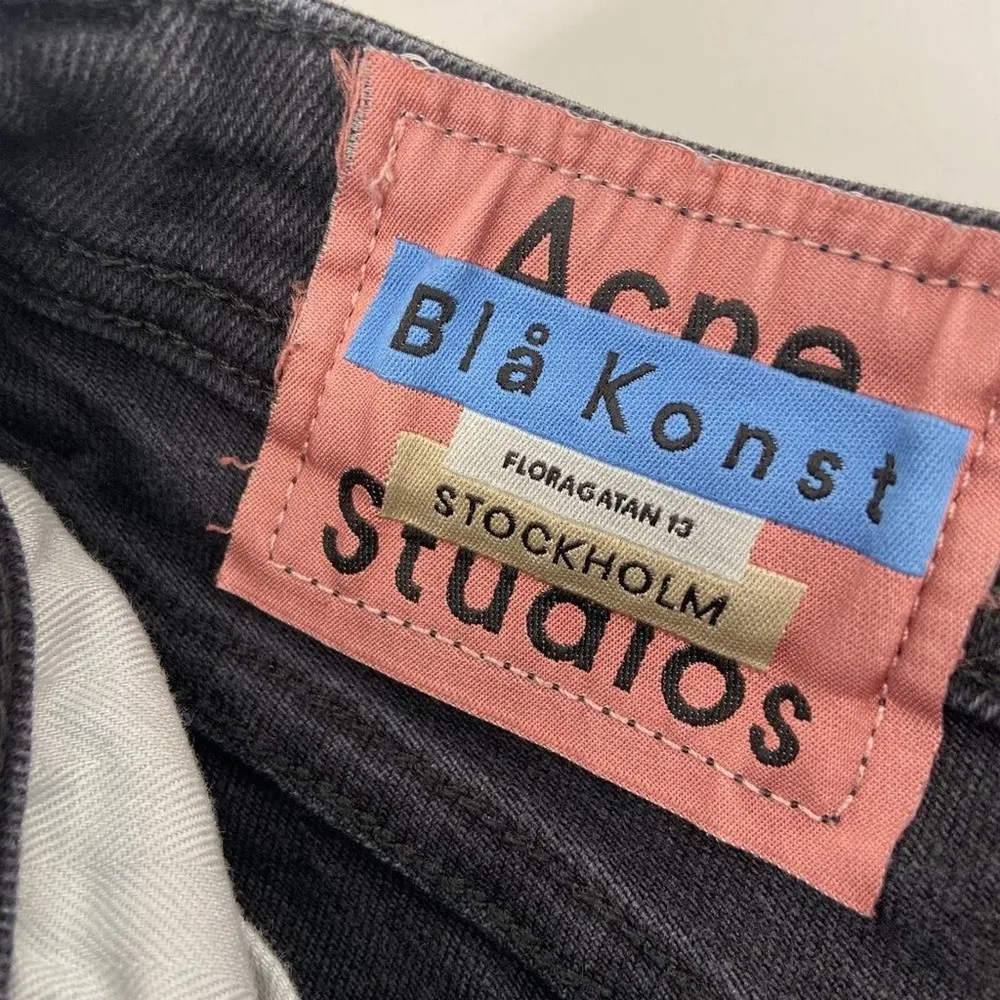 Acne
Blå Konst
FLORAGATAN 13
STOCKHOLM
Studios